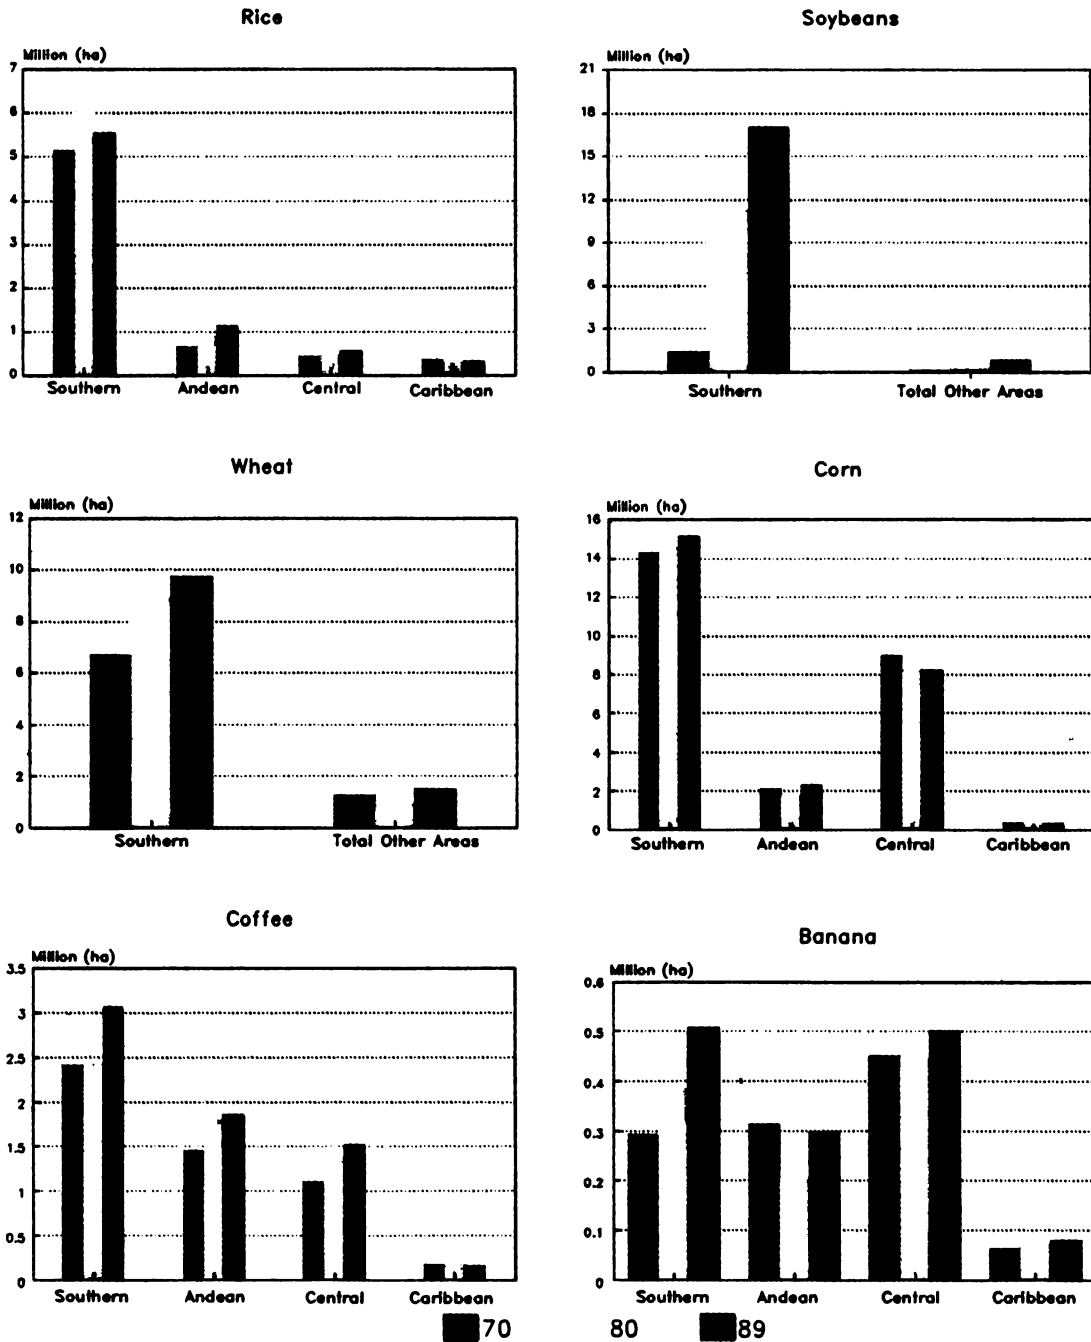 Rice
Million (ha)
7
6
5
4
3
2
1
0
Southern Andean Central Caribbean
Soybeans
Million (ha)
21
18
15
12
9
6
3
0
Southern Total Other Areas
Wheat
Million (ha)
12
10
8
6
4
2
0
Southern Total Other Areas
Corn
Million (ha)
16
14
12
10
8
6
4
2
0
Southern Andean Central Caribbean
Coffee
Million (ha)
3.5
3
2.5
2
1.5
1
0.5
0
Southern Andean Central Caribbean
Banana
Million (ha)
0.6
0.5
0.4
0.3
0.2
0.1
0
Southern Andean Central Caribbean
70 80 89